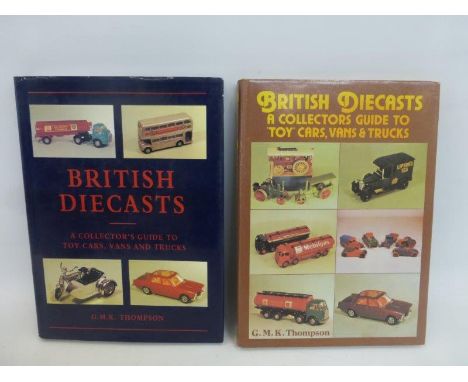 BRITISH
DIECASTS
A COLLECTOR'S GUIDE TO
TOY CARS, VANS AND TRUCKS
G.M.K. THOMPSON
BRITISH DIECASTS
A COLLECTORS GUIDE TO
TOY CARS, VANS & TRUCKS
Mobilgas
G.M.K. Thompson